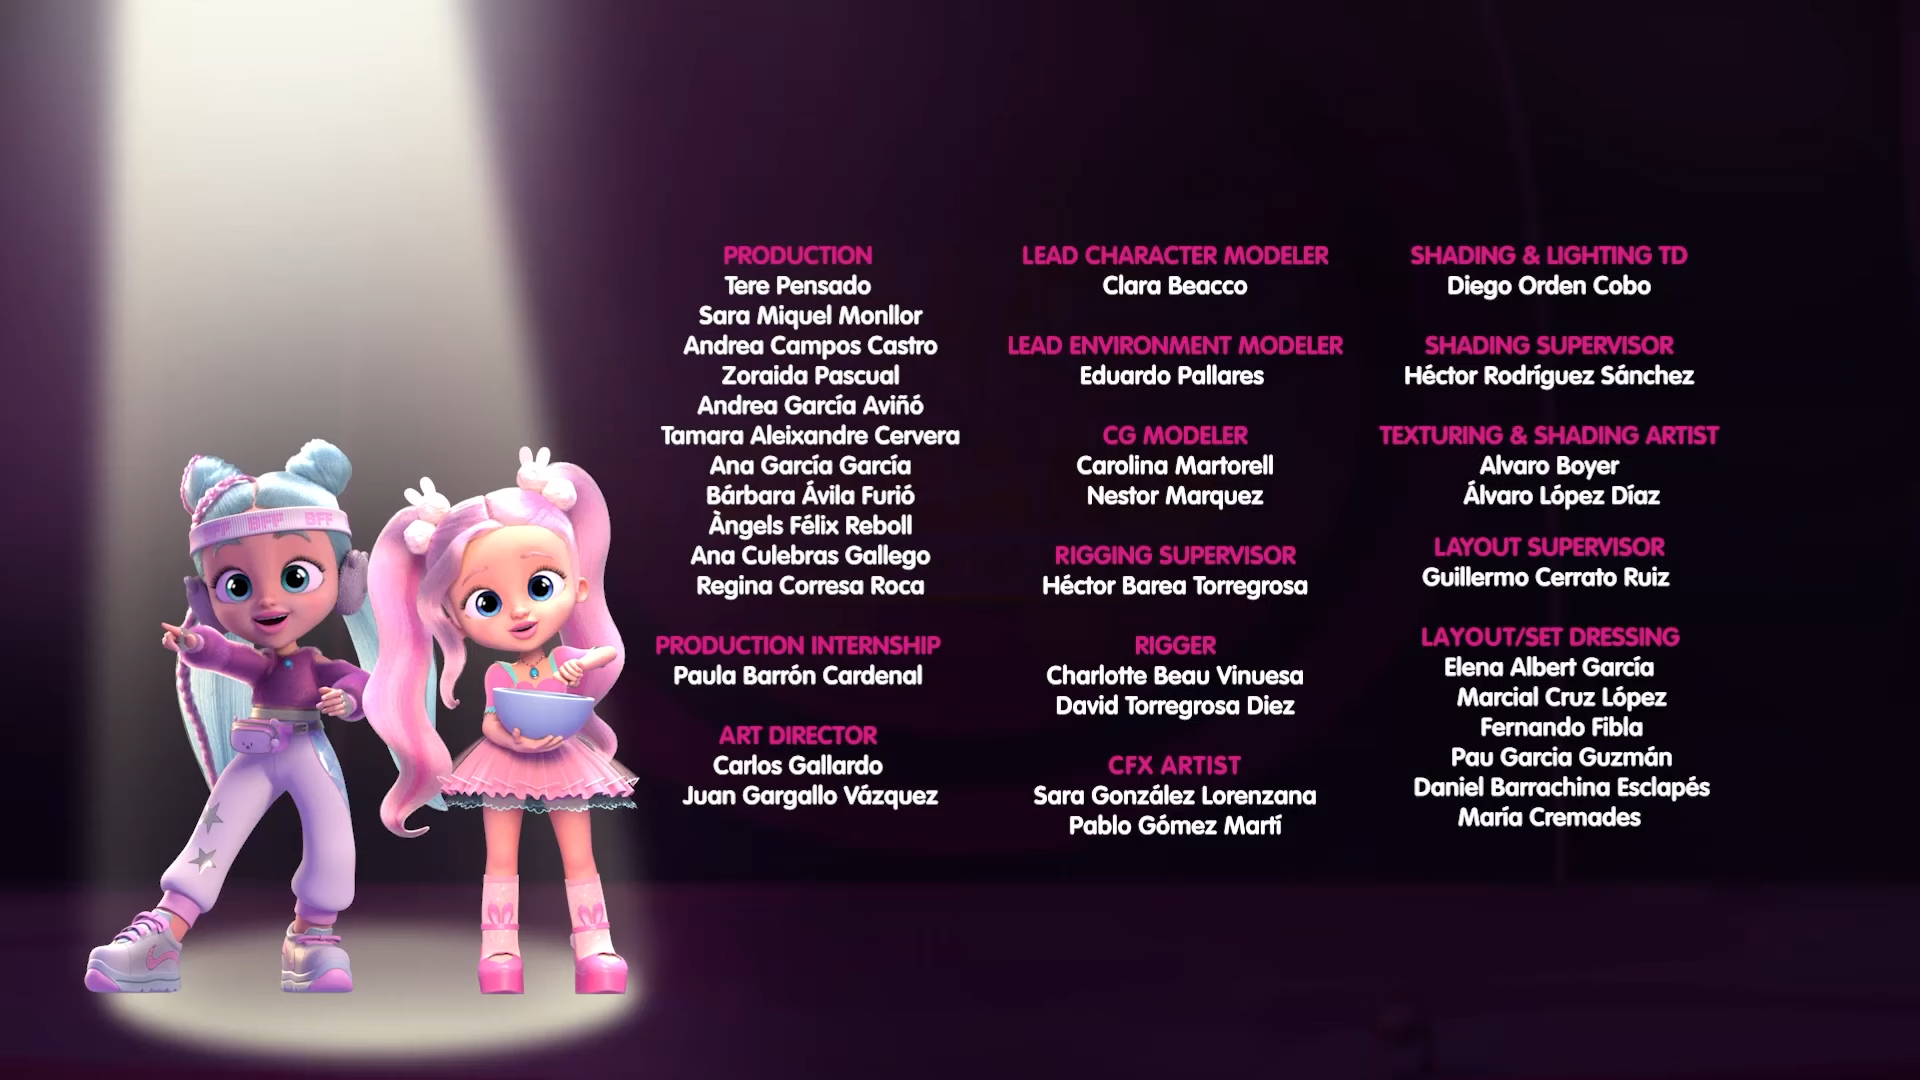 BFF BFF BFF
PRODUCTION
Tere Pensado
Sara Miquel Monllor
Andrea Campos Castro
Zoraida Pascual
Andrea García Aviñó
Tamara Aleixandre Cervera
Ana García García
Bárbara Ávila Furió
Àngels Félix Reboll
Ana Culebras Gallego
Regina Corresa Roca
PRODUCTION INTERNSHIP
Paula Barrón Cardenal
ART DIRECTOR
Carlos Gallardo
Juan Gargallo Vázquez
LEAD CHARACTER MODELER
Clara Beacco
LEAD ENVIRONMENT MODELER
Eduardo Pallares
CG MODELER
Carolina Martorell
Nestor Marquez
RIGGING SUPERVISOR
Héctor Barea Torregrosa
RIGGER
Charlotte Beau Vinuesa
David Torregrosa Diez
CFX ARTIST
Sara González Lorenzana
Pablo Gómez Martí
SHADING & LIGHTING TD
Diego Orden Cobo
SHADING SUPERVISOR
Héctor Rodríguez Sánchez
TEXTURING & SHADING ARTIST
Alvaro Boyer
Álvaro López Díaz
LAYOUT SUPERVISOR
Guillermo Cerrato Ruiz
LAYOUT/SET DRESSING
Elena Albert García
Marcial Cruz López
Fernando Fibla
Pau Garcia Guzmán
Daniel Barrachina Esclapés
María Cremades